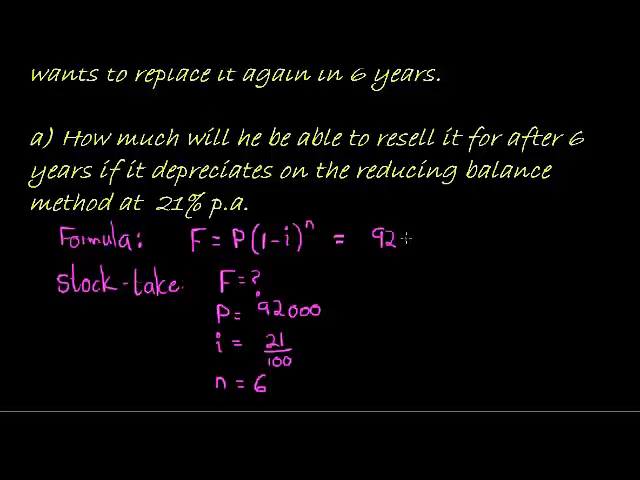 wants to replace it again in 6 years.
a) How much will he be able to resell it for after 6
years if it depreciates on the reducing balance
method at 21% p.a.
Formula: F = P(1-i)^n = 92
Stock-take: F = ?
P = 92000
i = 21/100
n = 6